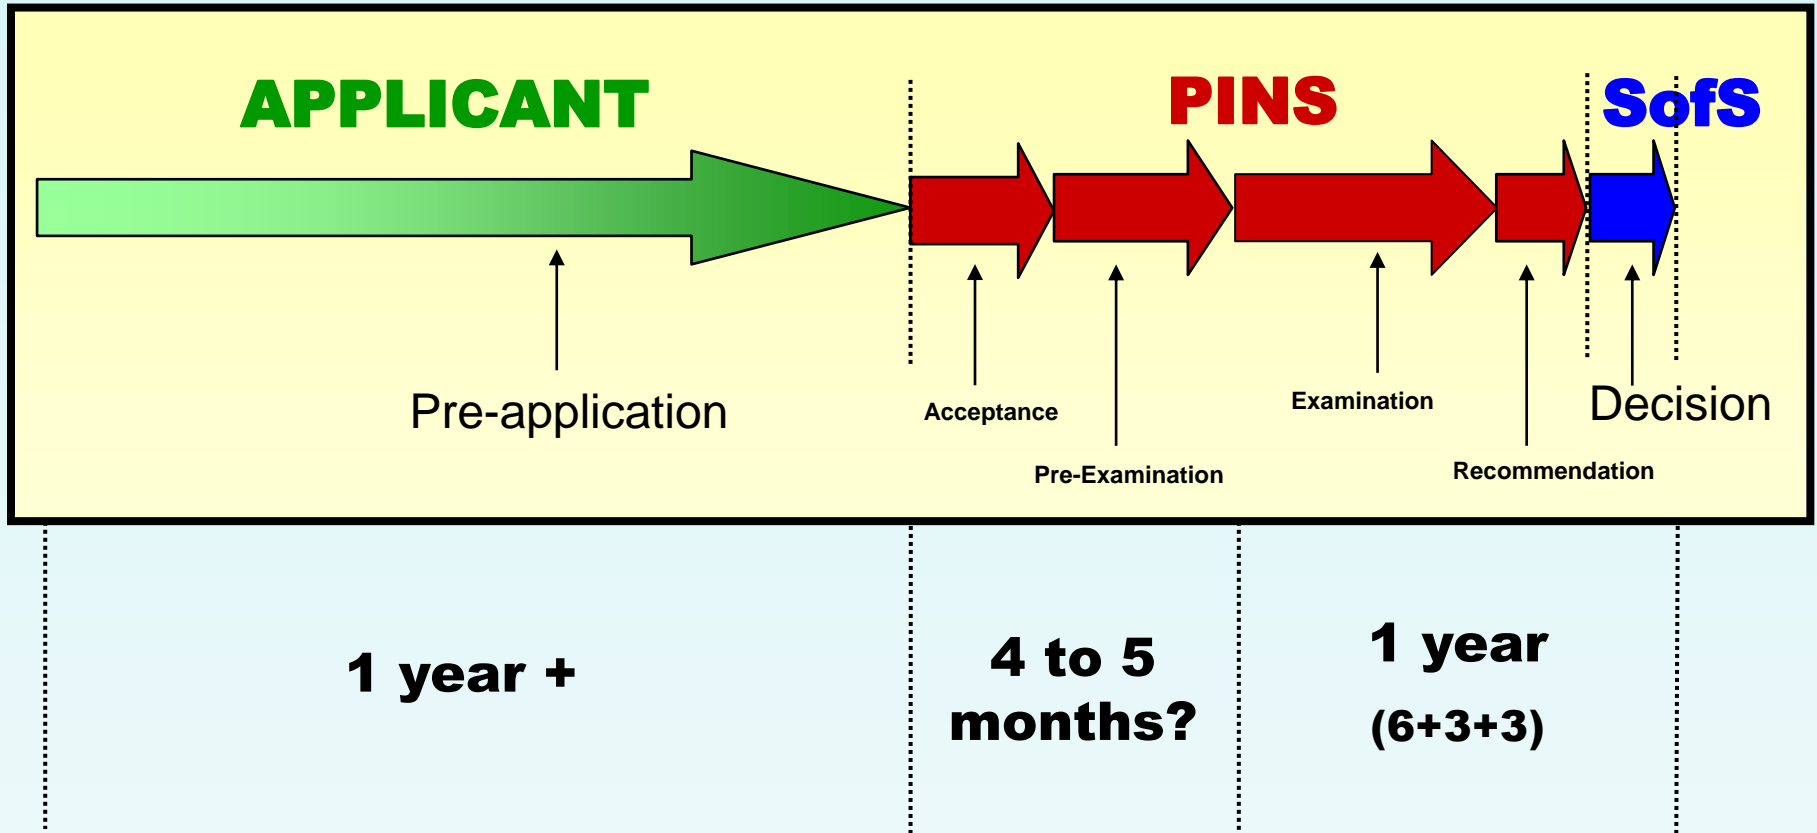 APPLICANT
PINS
SofS
Pre-application
Acceptance
Pre-Examination
Examination
Recommendation
Decision
1 year +
4 to 5
months?
1 year
(6+3+3)